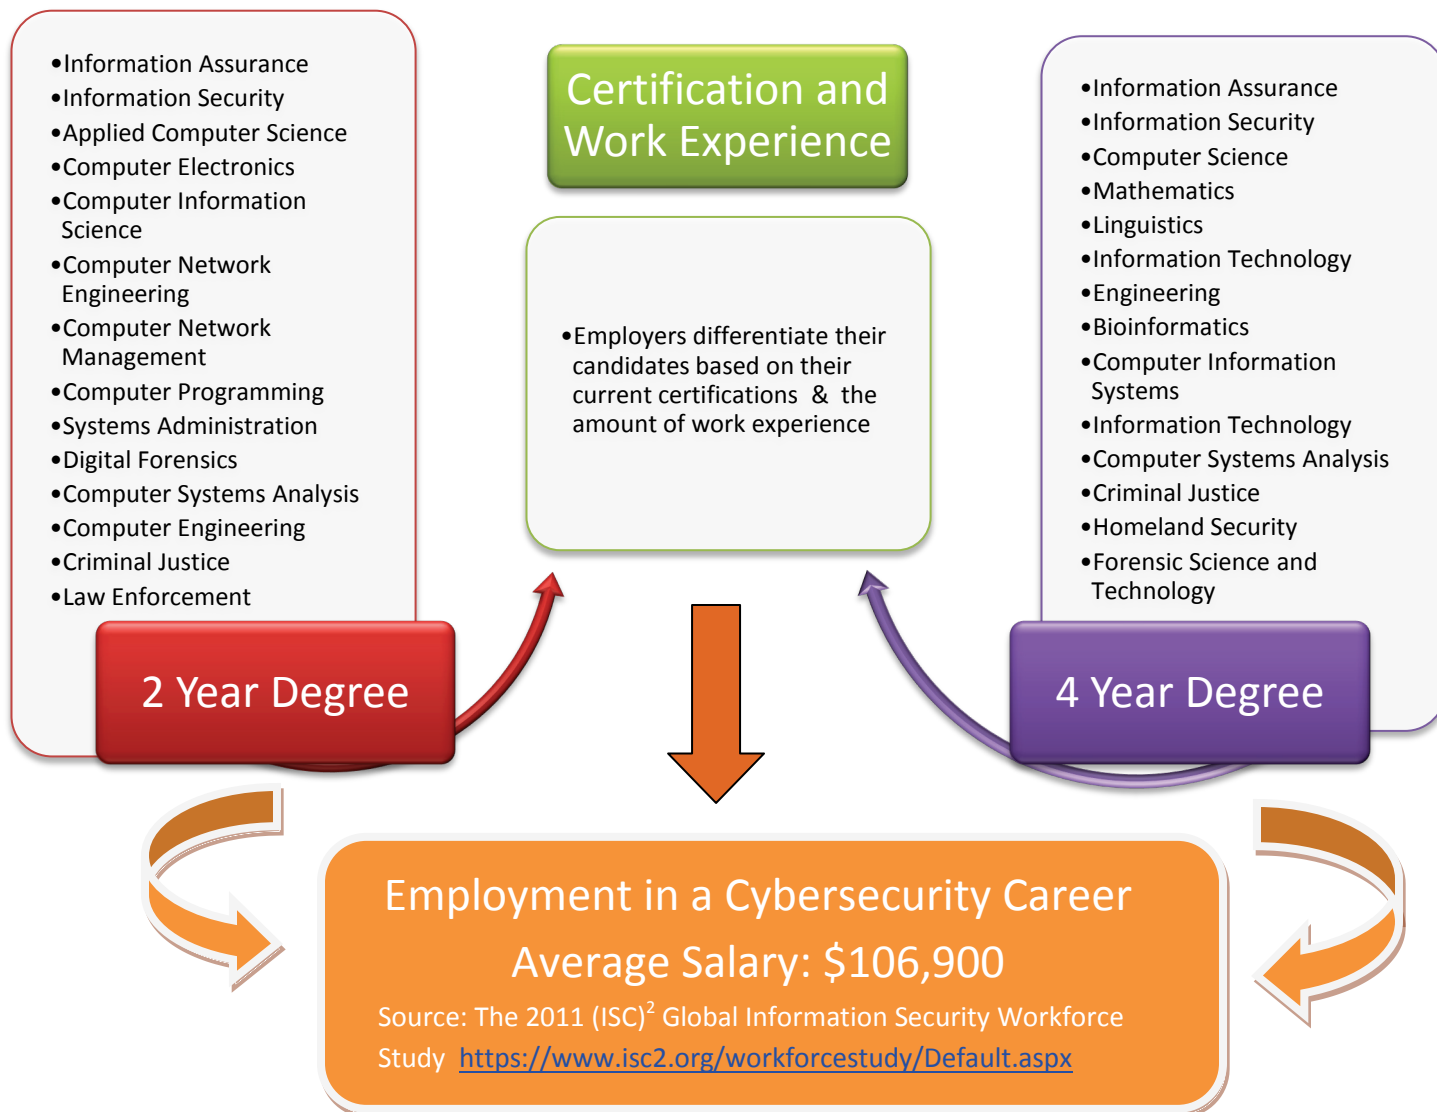 •Information Assurance
•Information Security
•Applied Computer Science
•Computer Electronics
•Computer Information
Science
•Computer Network
Engineering
•Computer Network
Management
•Computer Programming
•Systems Administration
•Digital Forensics
•Computer Systems Analysis
•Computer Engineering
•Criminal Justice
•Law Enforcement
2 Year Degree
Certification and
Work Experience
•Employers differentiate their
candidates based on their
current certifications & the
amount of work experience
•Information Assurance
•Information Security
•Computer Science
•Mathematics
•Linguistics
•Information Technology
•Engineering
•Bioinformatics
•Computer Information
Systems
•Information Technology
•Computer Systems Analysis
•Criminal Justice
•Homeland Security
•Forensic Science and
Technology
4 Year Degree
Employment in a Cybersecurity Career
Average Salary: $106,900
Source: The 2011 (ISC)² Global Information Security Workforce
Study https://www.isc2.org/workforcestudy/Default.aspx